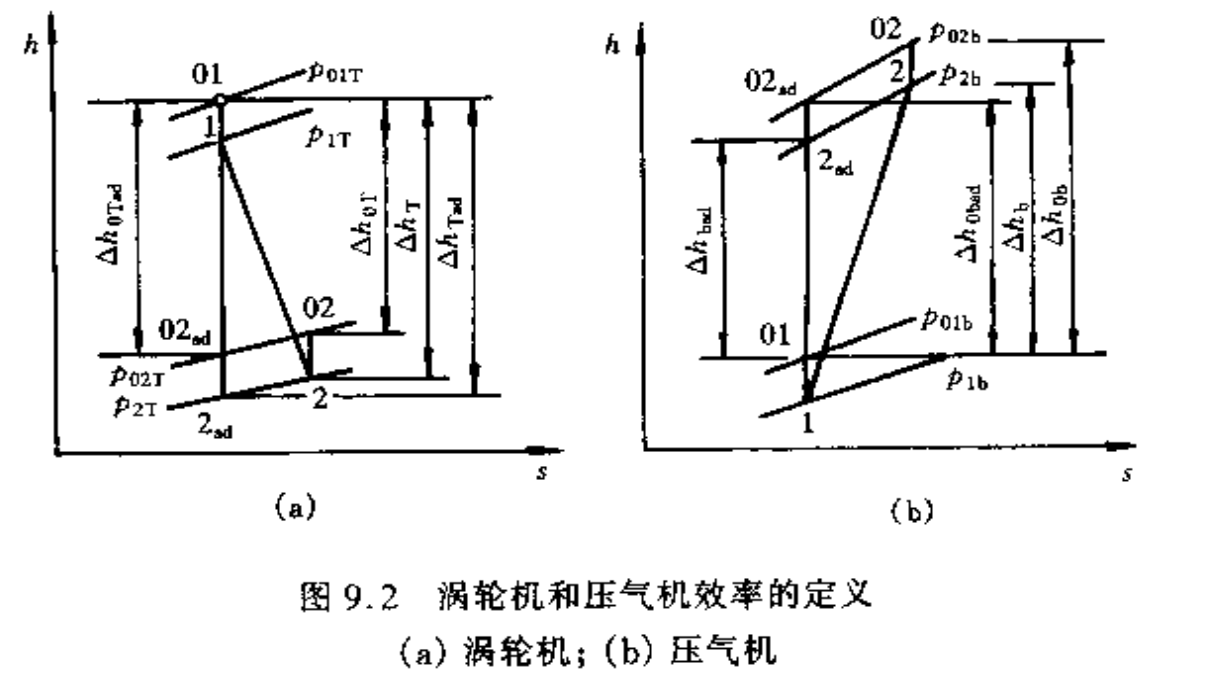 h
01
p01T
1
p1T
Δh0Tad
Δh0T
ΔhT
ΔhTad
02
02ad
p02T
p2T
2
2ad
s
(a)
h
02
p02b
02ad
2
p2b
2ad
Δhbad
Δh0bad
Δhb
Δh0b
01
p01b
p1b
1
s
(b)
图 9.2 涡轮机和压气机效率的定义
(a) 涡轮机; (b) 压气机